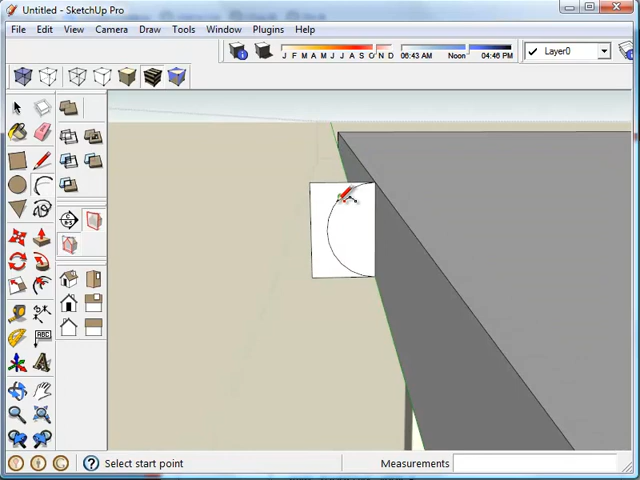 Untitled - SketchUp Pro
File Edit View Camera Draw Tools Window Plugins Help
J F M A M J J A S O N D 06:43 AM Noon 04:46 PM Layer0
ABC
Select start point Measurements